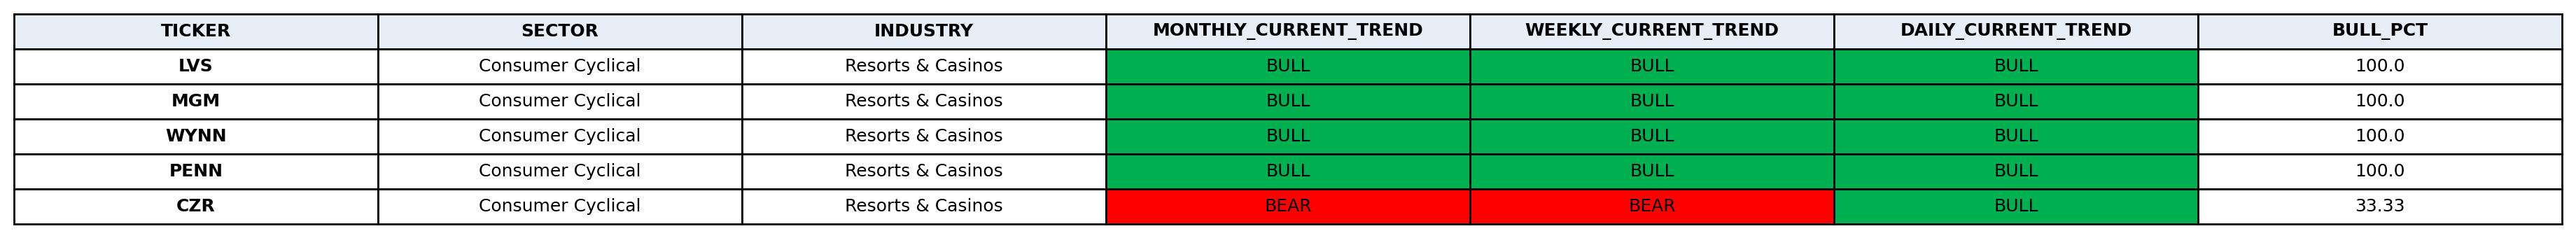 TICKER SECTOR INDUSTRY MONTHLY_CURRENT_TREND WEEKLY_CURRENT_TREND DAILY_CURRENT_TREND BULL_PCT
LVS Consumer Cyclical Resorts & Casinos BULL BULL BULL 100.0
MGM Consumer Cyclical Resorts & Casinos BULL BULL BULL 100.0
WYNN Consumer Cyclical Resorts & Casinos BULL BULL BULL 100.0
PENN Consumer Cyclical Resorts & Casinos BULL BULL BULL 100.0
CZR Consumer Cyclical Resorts & Casinos BEAR BEAR BULL 33.33